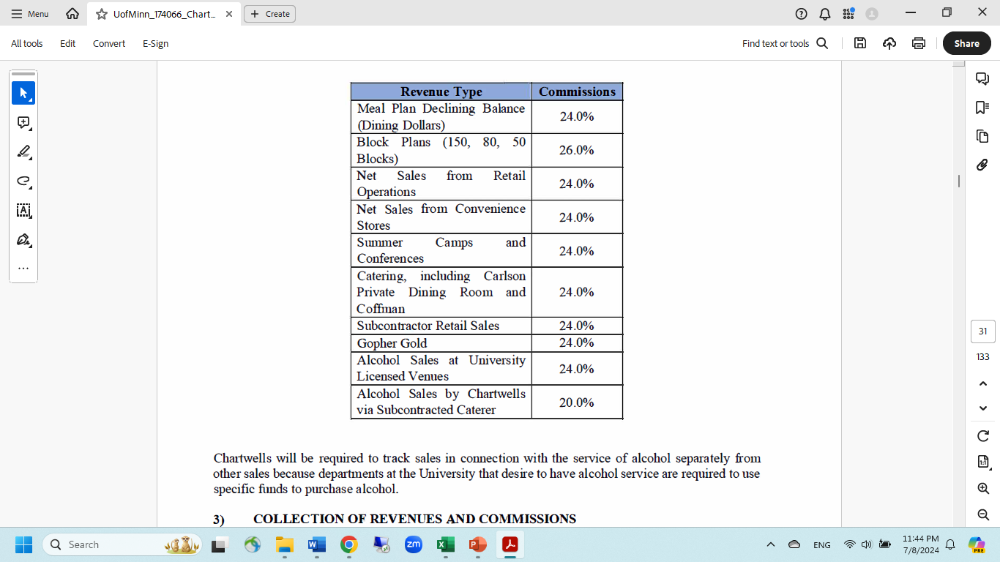 Menu
UofMinn_174066_Chart...
Create
All tools
Edit
Convert
E-Sign
Find text or tools
Share
Revenue Type Commissions
Meal Plan Declining Balance
(Dining Dollars)
24.0%
Block Plans (150, 80, 50
Blocks)
26.0%
Net Sales from Retail
Operations
24.0%
Net Sales from Convenience
Stores
24.0%
Summer Camps and
Conferences
24.0%
Catering, including Carlson
Private Dining Room and
Coffman
24.0%
Subcontractor Retail Sales 24.0%
Gopher Gold 24.0%
Alcohol Sales at University
Licensed Venues
24.0%
Alcohol Sales by Chartwells
via Subcontracted Caterer
20.0%
Chartwells will be required to track sales in connection with the service of alcohol separately from
other sales because departments at the University that desire to have alcohol service are required to use
specific funds to purchase alcohol.
3) COLLECTION OF REVENUES AND COMMISSIONS
31
133
1:1
Search
zm
ENG
11:44 PM
7/8/2024
PRE